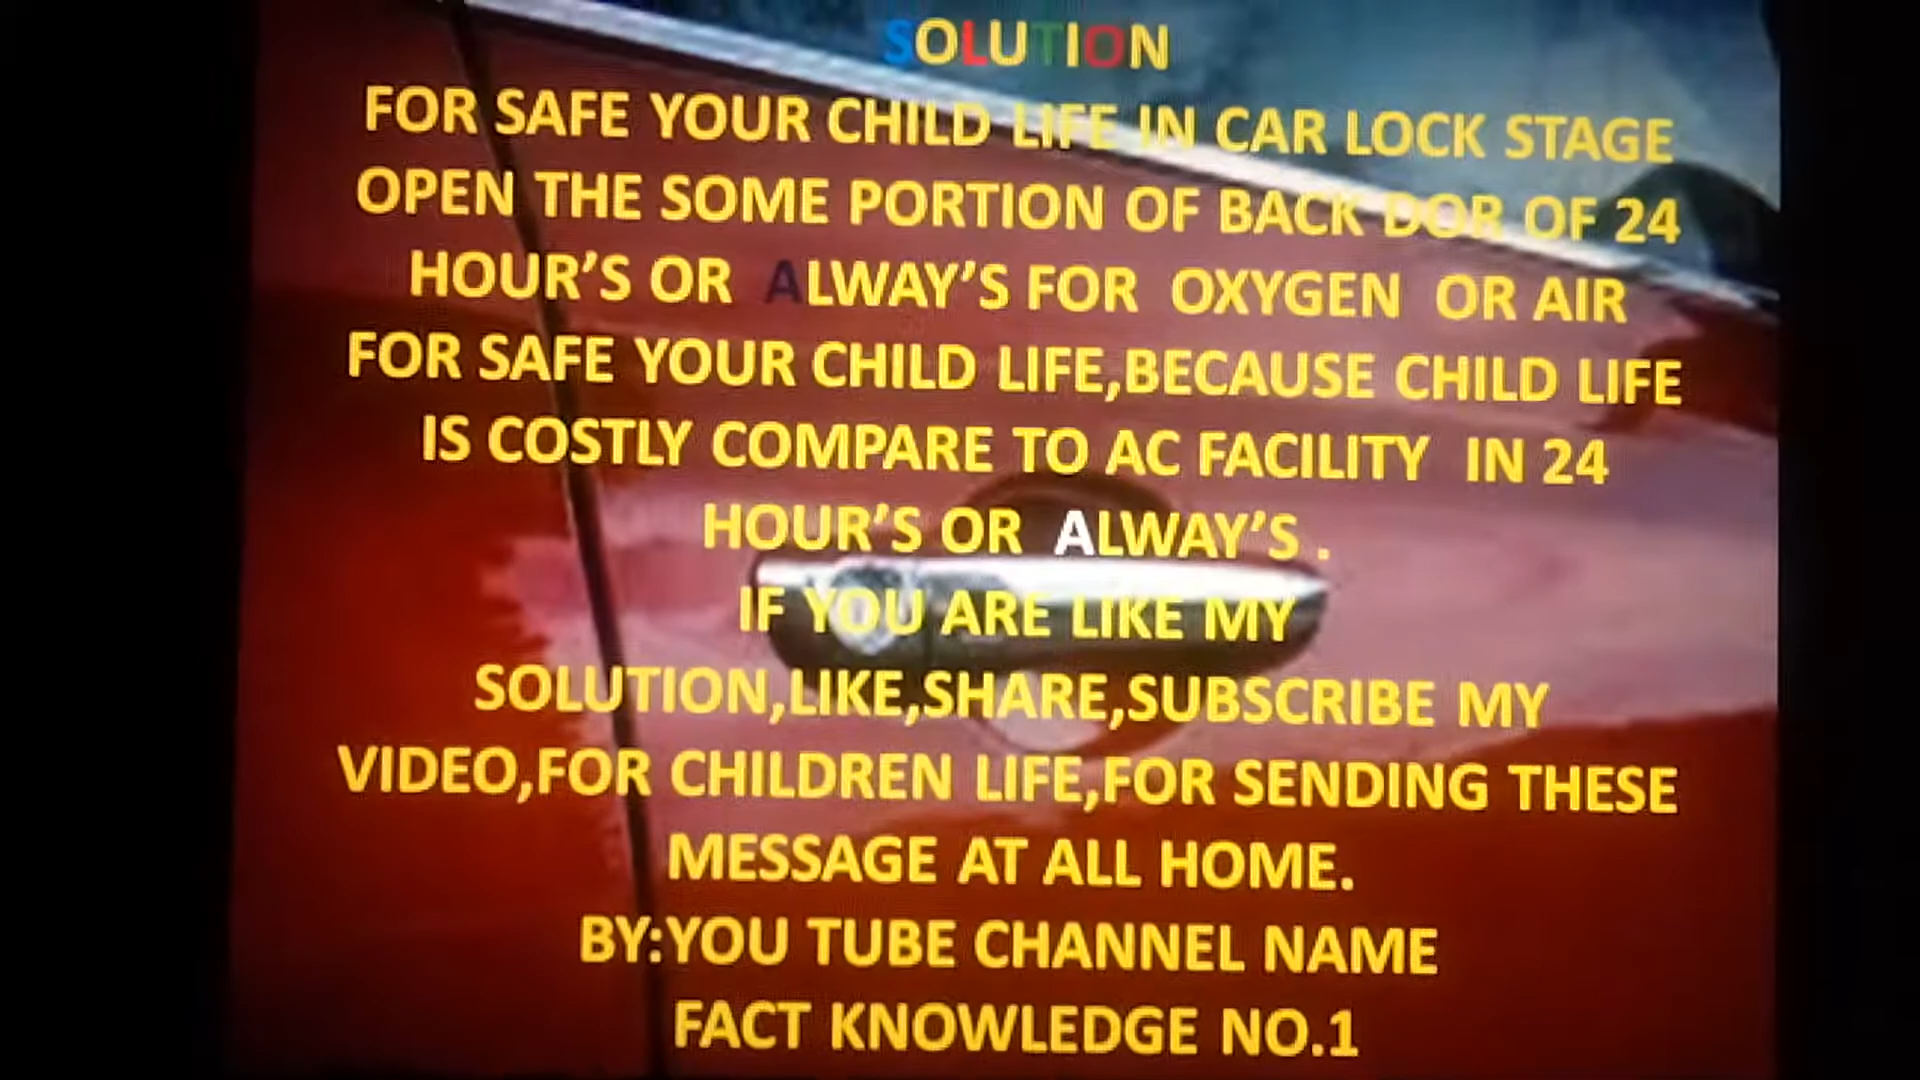 SOLUTION
FOR SAFE YOUR CHILD LIFE IN CAR LOCK STAGE
OPEN THE SOME PORTION OF BACK DOR OF 24
HOUR'S OR ALWAY'S FOR OXYGEN OR AIR
FOR SAFE YOUR CHILD LIFE,BECAUSE CHILD LIFE
IS COSTLY COMPARE TO AC FACILITY IN 24
HOUR'S OR ALWAY'S .
IF YOU ARE LIKE MY
SOLUTION,LIKE,SHARE,SUBSCRIBE MY
VIDEO,FOR CHILDREN LIFE,FOR SENDING THESE
MESSAGE AT ALL HOME.
BY:YOU TUBE CHANNEL NAME
FACT KNOWLEDGE NO.1